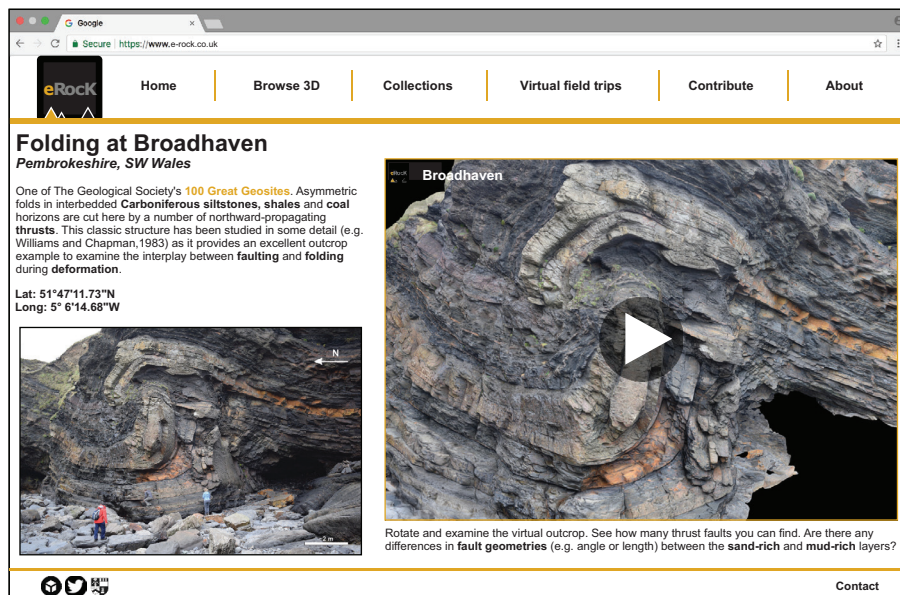 Google
Secure https://www.e-rock.co.uk
eRocK
Home Browse 3D Collections Virtual field trips Contribute About
Folding at Broadhaven
Pembrokeshire, SW Wales
One of The Geological Society's 100 Great Geosites. Asymmetric
folds in interbedded Carboniferous siltstones, shales and coal
horizons are cut here by a number of northward-propagating
thrusts. This classic structure has been studied in some detail (e.g.
Williams and Chapman,1983) as it provides an excellent outcrop
example to examine the interplay between faulting and folding
during deformation.
Lat: 51°47'11.73"N
Long: 5° 6'14.68"W
N
2 m
eRocK
Broadhaven
Rotate and examine the virtual outcrop. See how many thrust faults you can find. Are there any
differences in fault geometries (e.g. angle or length) between the sand-rich and mud-rich layers?
Contact